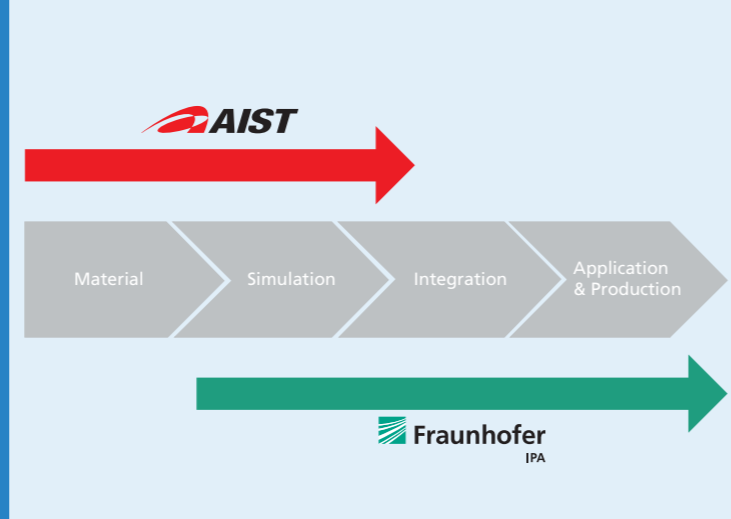 AIST
Material
Simulation
Integration
Application
& Production
Fraunhofer
IPA